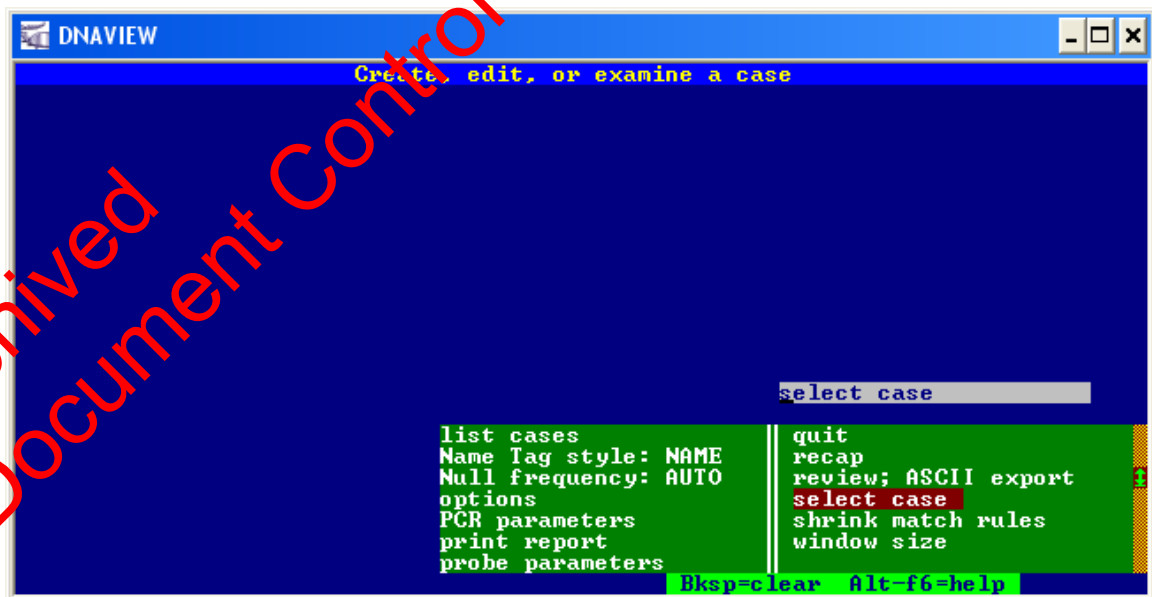 DNAVIEW
Create, edit, or examine a case
select case
list cases
Name Tag style: NAME
Null frequency: AUTO
options
PCR parameters
print report
probe parameters
quit
recap
review; ASCII export
select case
shrink match rules
window size
Bksp=clear Alt-f6=help
Document Control